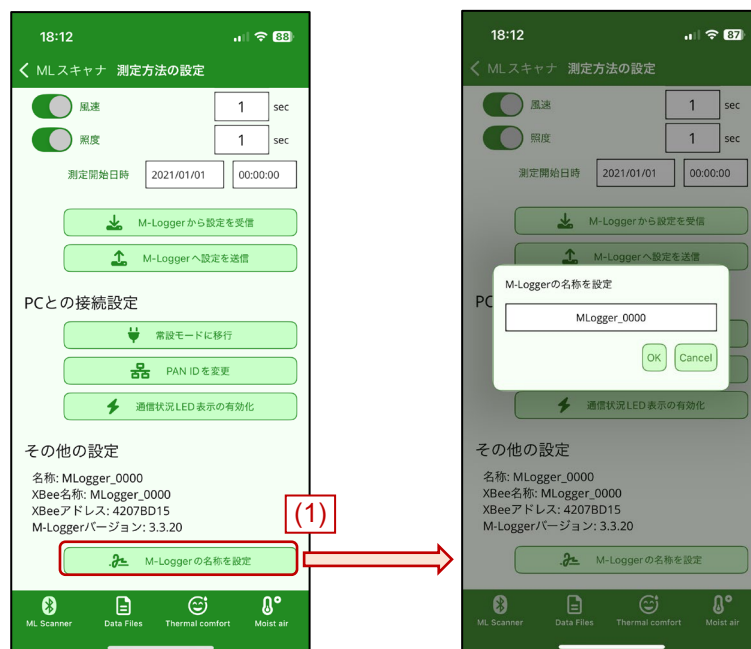 18:12
88
MLスキャナ 測定方法の設定
風速 1 sec
照度 1 sec
測定開始日時 2021/01/01 00:00:00
M-Loggerから設定を受信
M-Loggerへ設定を送信
PCとの接続設定
常設モードに移行
PAN IDを変更
通信状況LED表示の有効化
その他の設定
名称: MLogger_0000
XBee名称: MLogger_0000
XBeeアドレス: 4207BD15
M-Loggerバージョン: 3.3.20
M-Loggerの名称を設定
ML Scanner Data Files Thermal comfort Moist air
(1)
18:12
87
MLスキャナ 測定方法の設定
風速 1 sec
照度 1 sec
測定開始日時 2021/01/01 00:00:00
M-Loggerから設定を受信
M-Loggerへ設定を送信
PC
M-Loggerの名称を設定
MLogger_0000
OK Cancel
通信状況LED表示の有効化
その他の設定
名称: MLogger_0000
XBee名称: MLogger_0000
XBeeアドレス: 4207BD15
M-Loggerバージョン: 3.3.20
M-Loggerの名称を設定
ML Scanner Data Files Thermal comfort Moist air